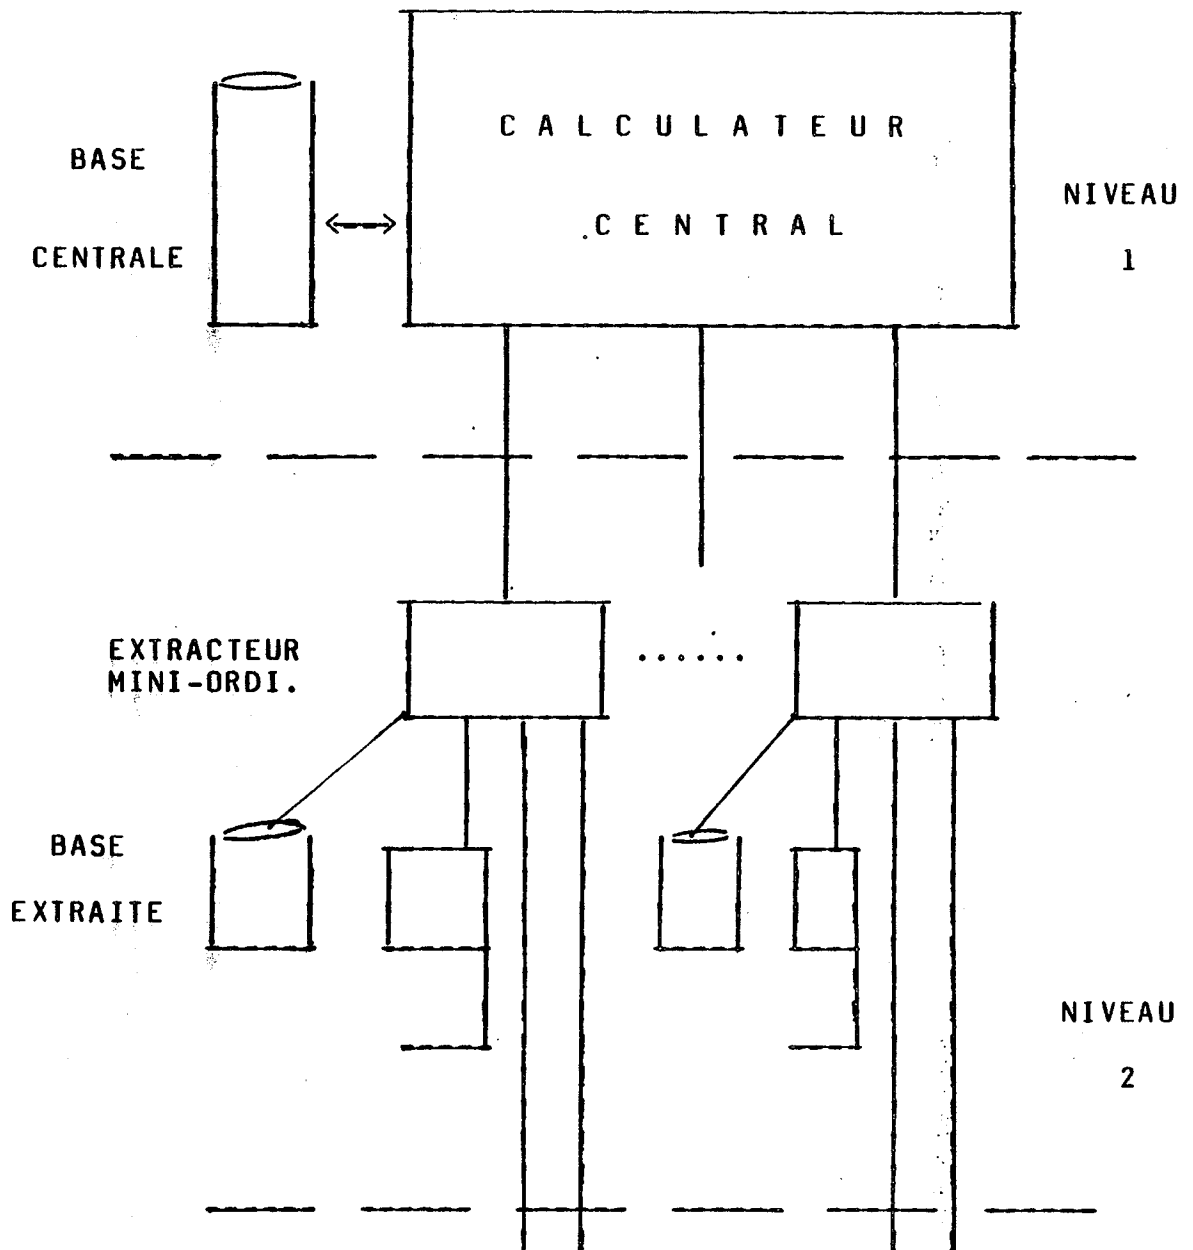 C A L C U L A T E U R
C E N T R A L
BASE
CENTRALE
NIVEAU
1
EXTRACTEUR
MINI-ORDI.
......
BASE
EXTRAITE
NIVEAU
2